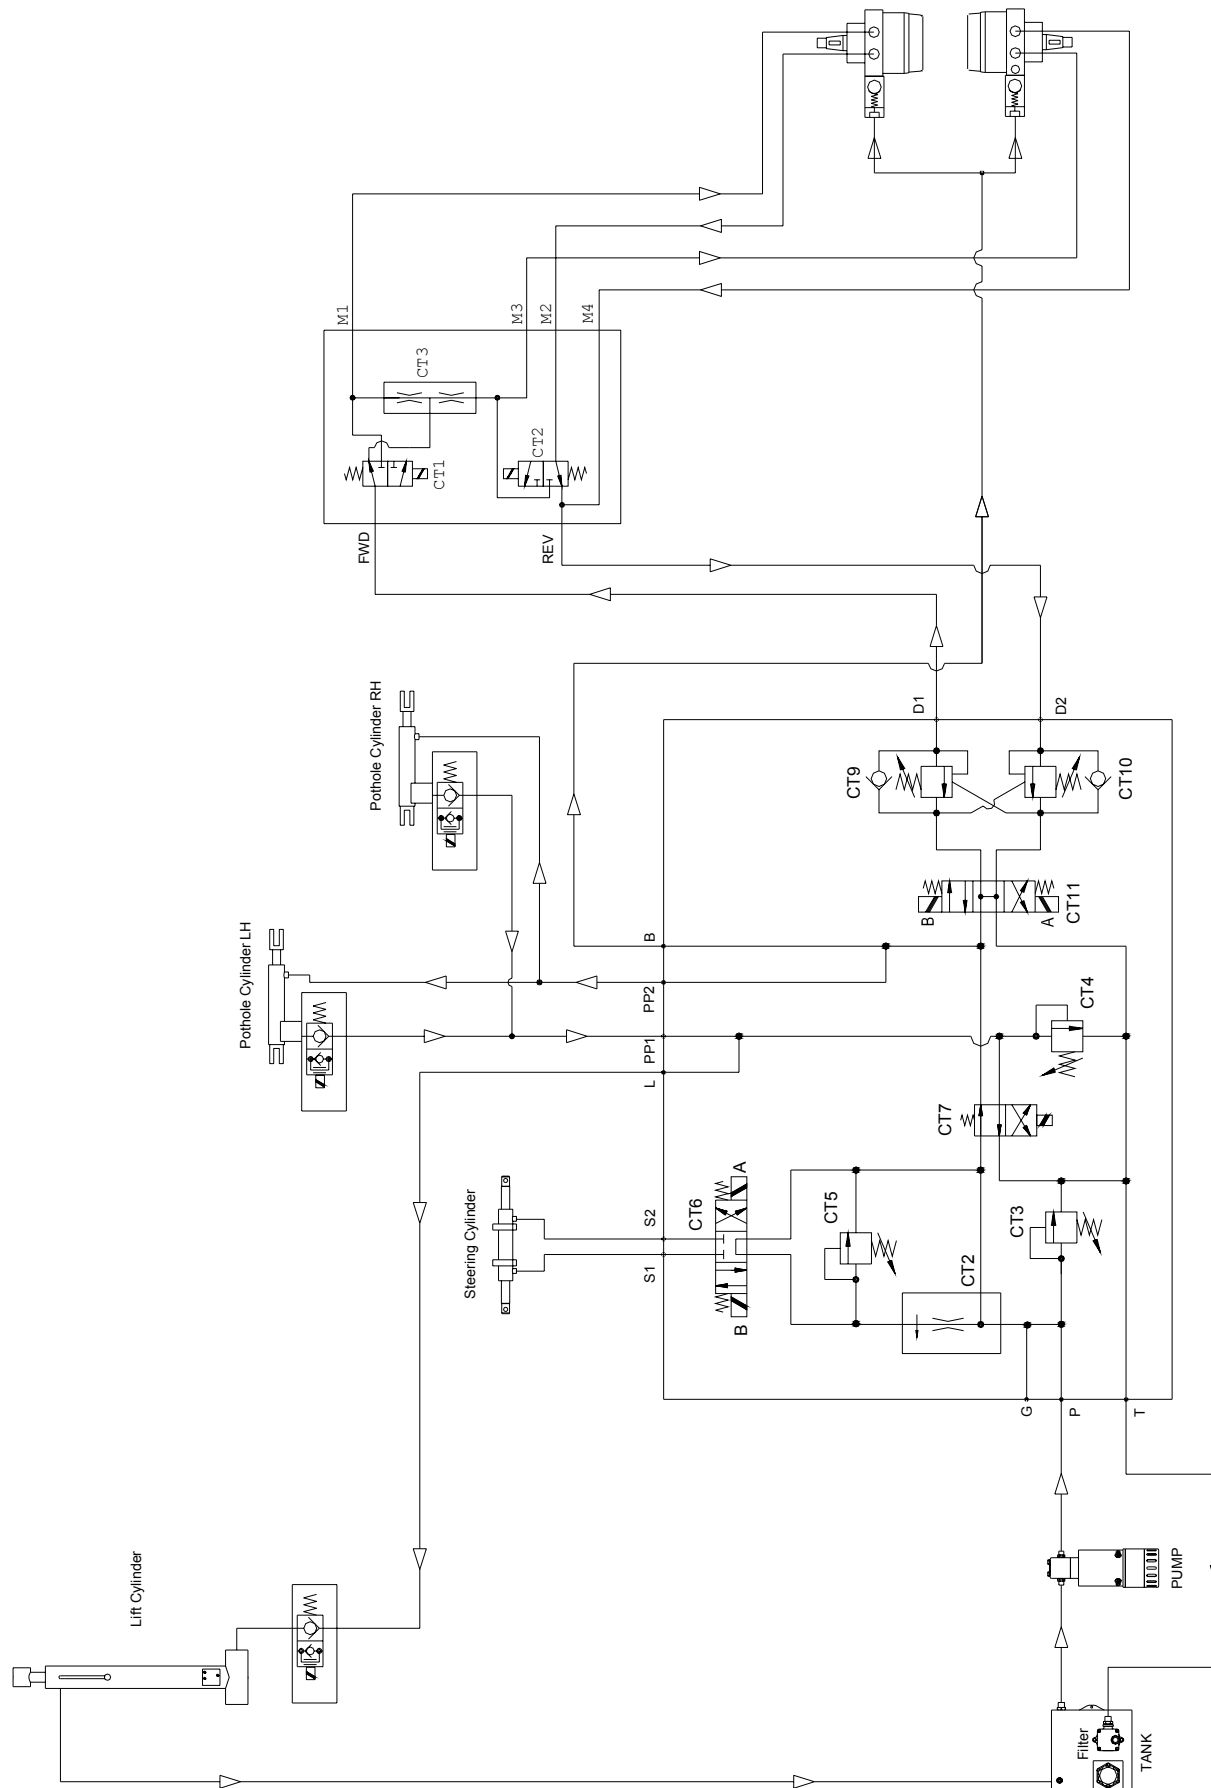 M1
M3
M2
M4
CT3
CT2
CT1
FWD
REV
Pothole Cylinder RH
Pothole Cylinder LH
D1
D2
CT9
CT10
B
A
CT11
B
PP2
PP1
L
CT4
CT7
Steering Cylinder
S2
S1
CT6
A
B
CT5
CT3
CT2
G
P
T
Lift Cylinder
PUMP
Filter
TANK